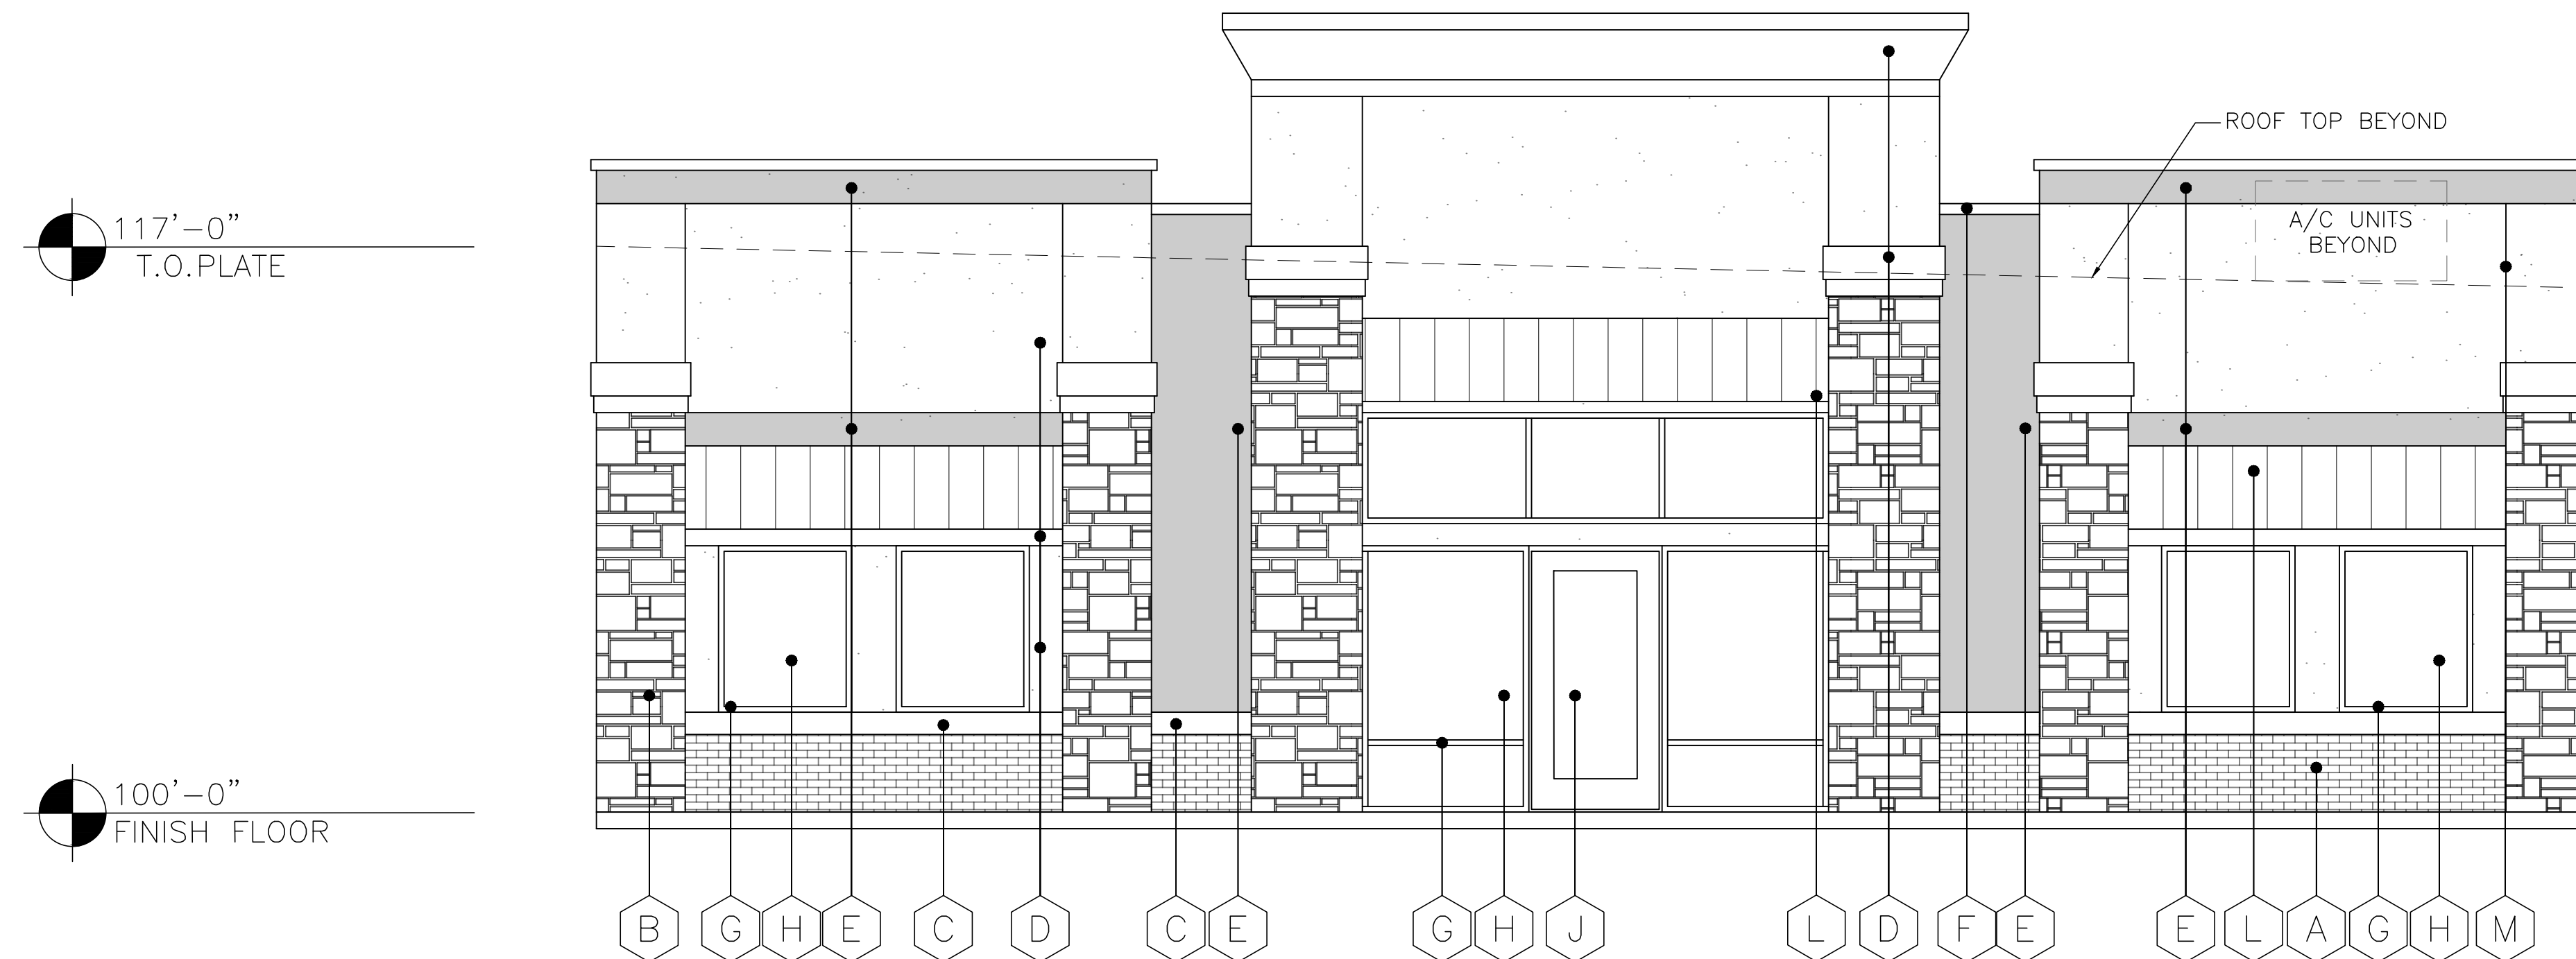 ROOF TOP BEYOND
117'-0"
T.O.PLATE
A/C UNITS
BEYOND
100'-0"
FINISH FLOOR
B G H E C D C E G H J L D F E E L A G H M